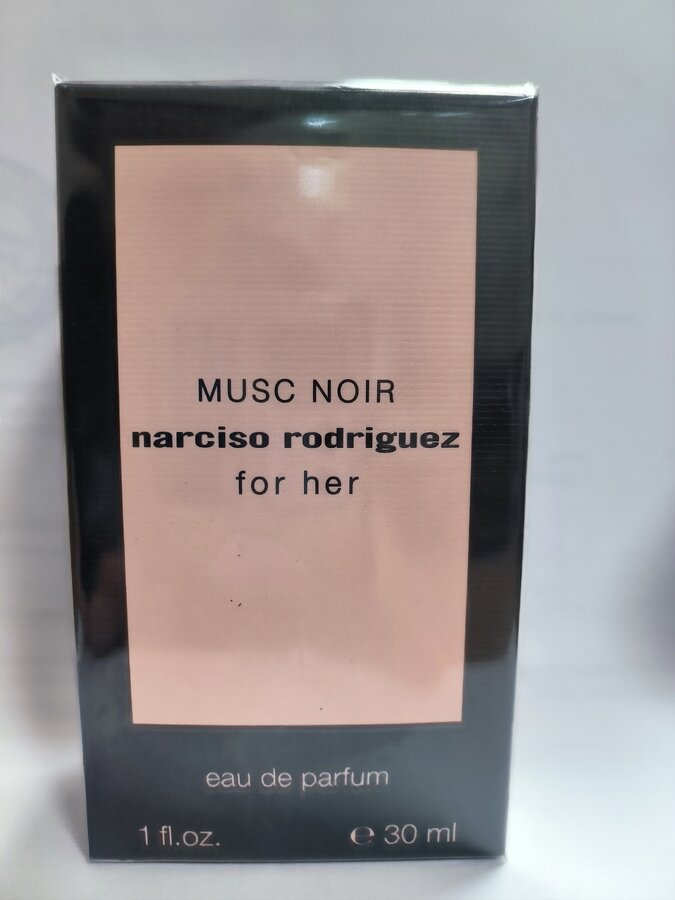 MUSC NOIR
narciso rodriguez
for her
eau de parfum
1 fl.oz. ℮ 30 ml